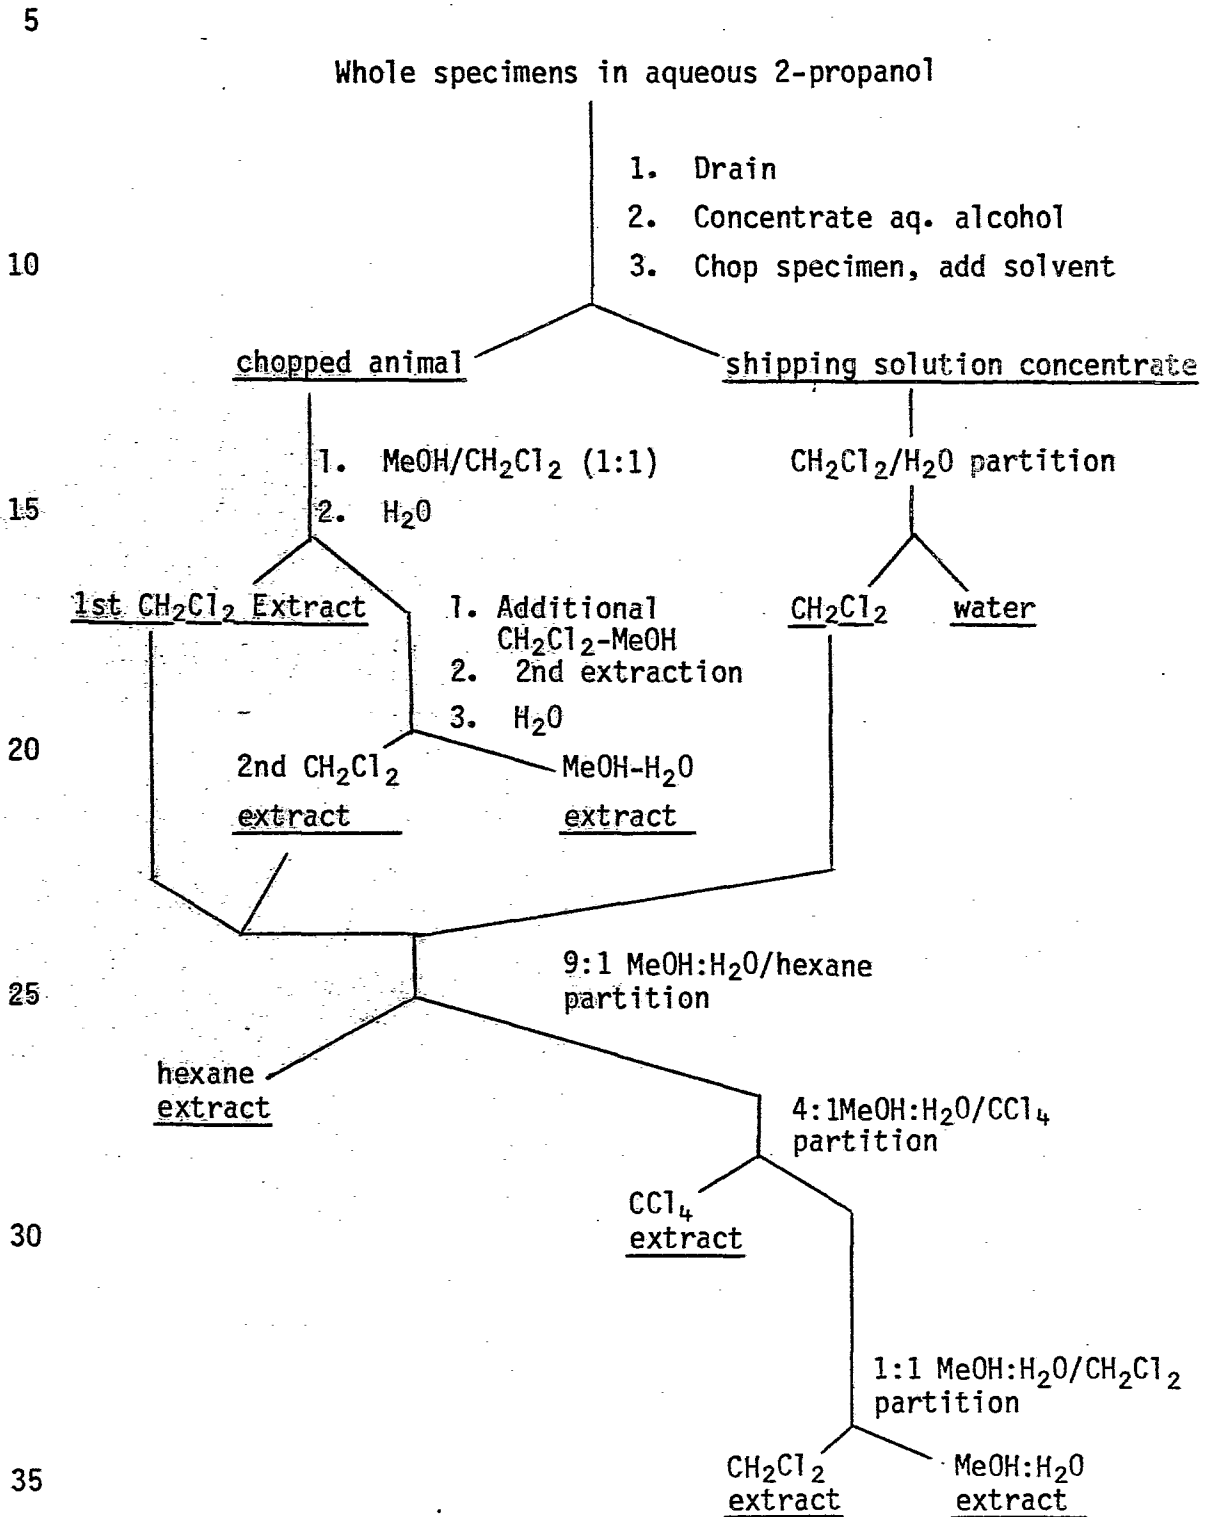 5
Whole specimens in aqueous 2-propanol
1. Drain
2. Concentrate aq. alcohol
10
3. Chop specimen, add solvent
chopped animal
shipping solution concentrate
1. MeOH/CH₂Cl₂ (1:1)
CH₂Cl₂/H₂O partition
15
2. H₂O
1st CH₂Cl₂ Extract
1. Additional
CH₂Cl₂-MeOH
2. 2nd extraction
3. H₂O
CH₂Cl₂
water
20
2nd CH₂Cl₂
extract
MeOH-H₂O
extract
9:1 MeOH:H₂O/hexane
partition
25
hexane
extract
4:1MeOH:H₂O/CCl₄
partition
CCl₄
extract
30
1:1 MeOH:H₂O/CH₂Cl₂
partition
35
CH₂Cl₂
extract
MeOH:H₂O
extract